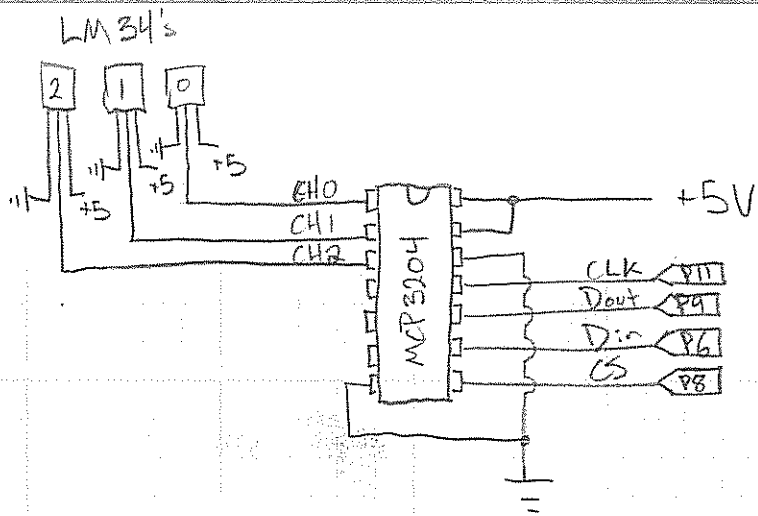 LM34's
2 1 0
+5 +5 +5
CH0
CH1
CH2
MCP3204
+5V
CLK P11
Dout P9
Din P6
CS P8